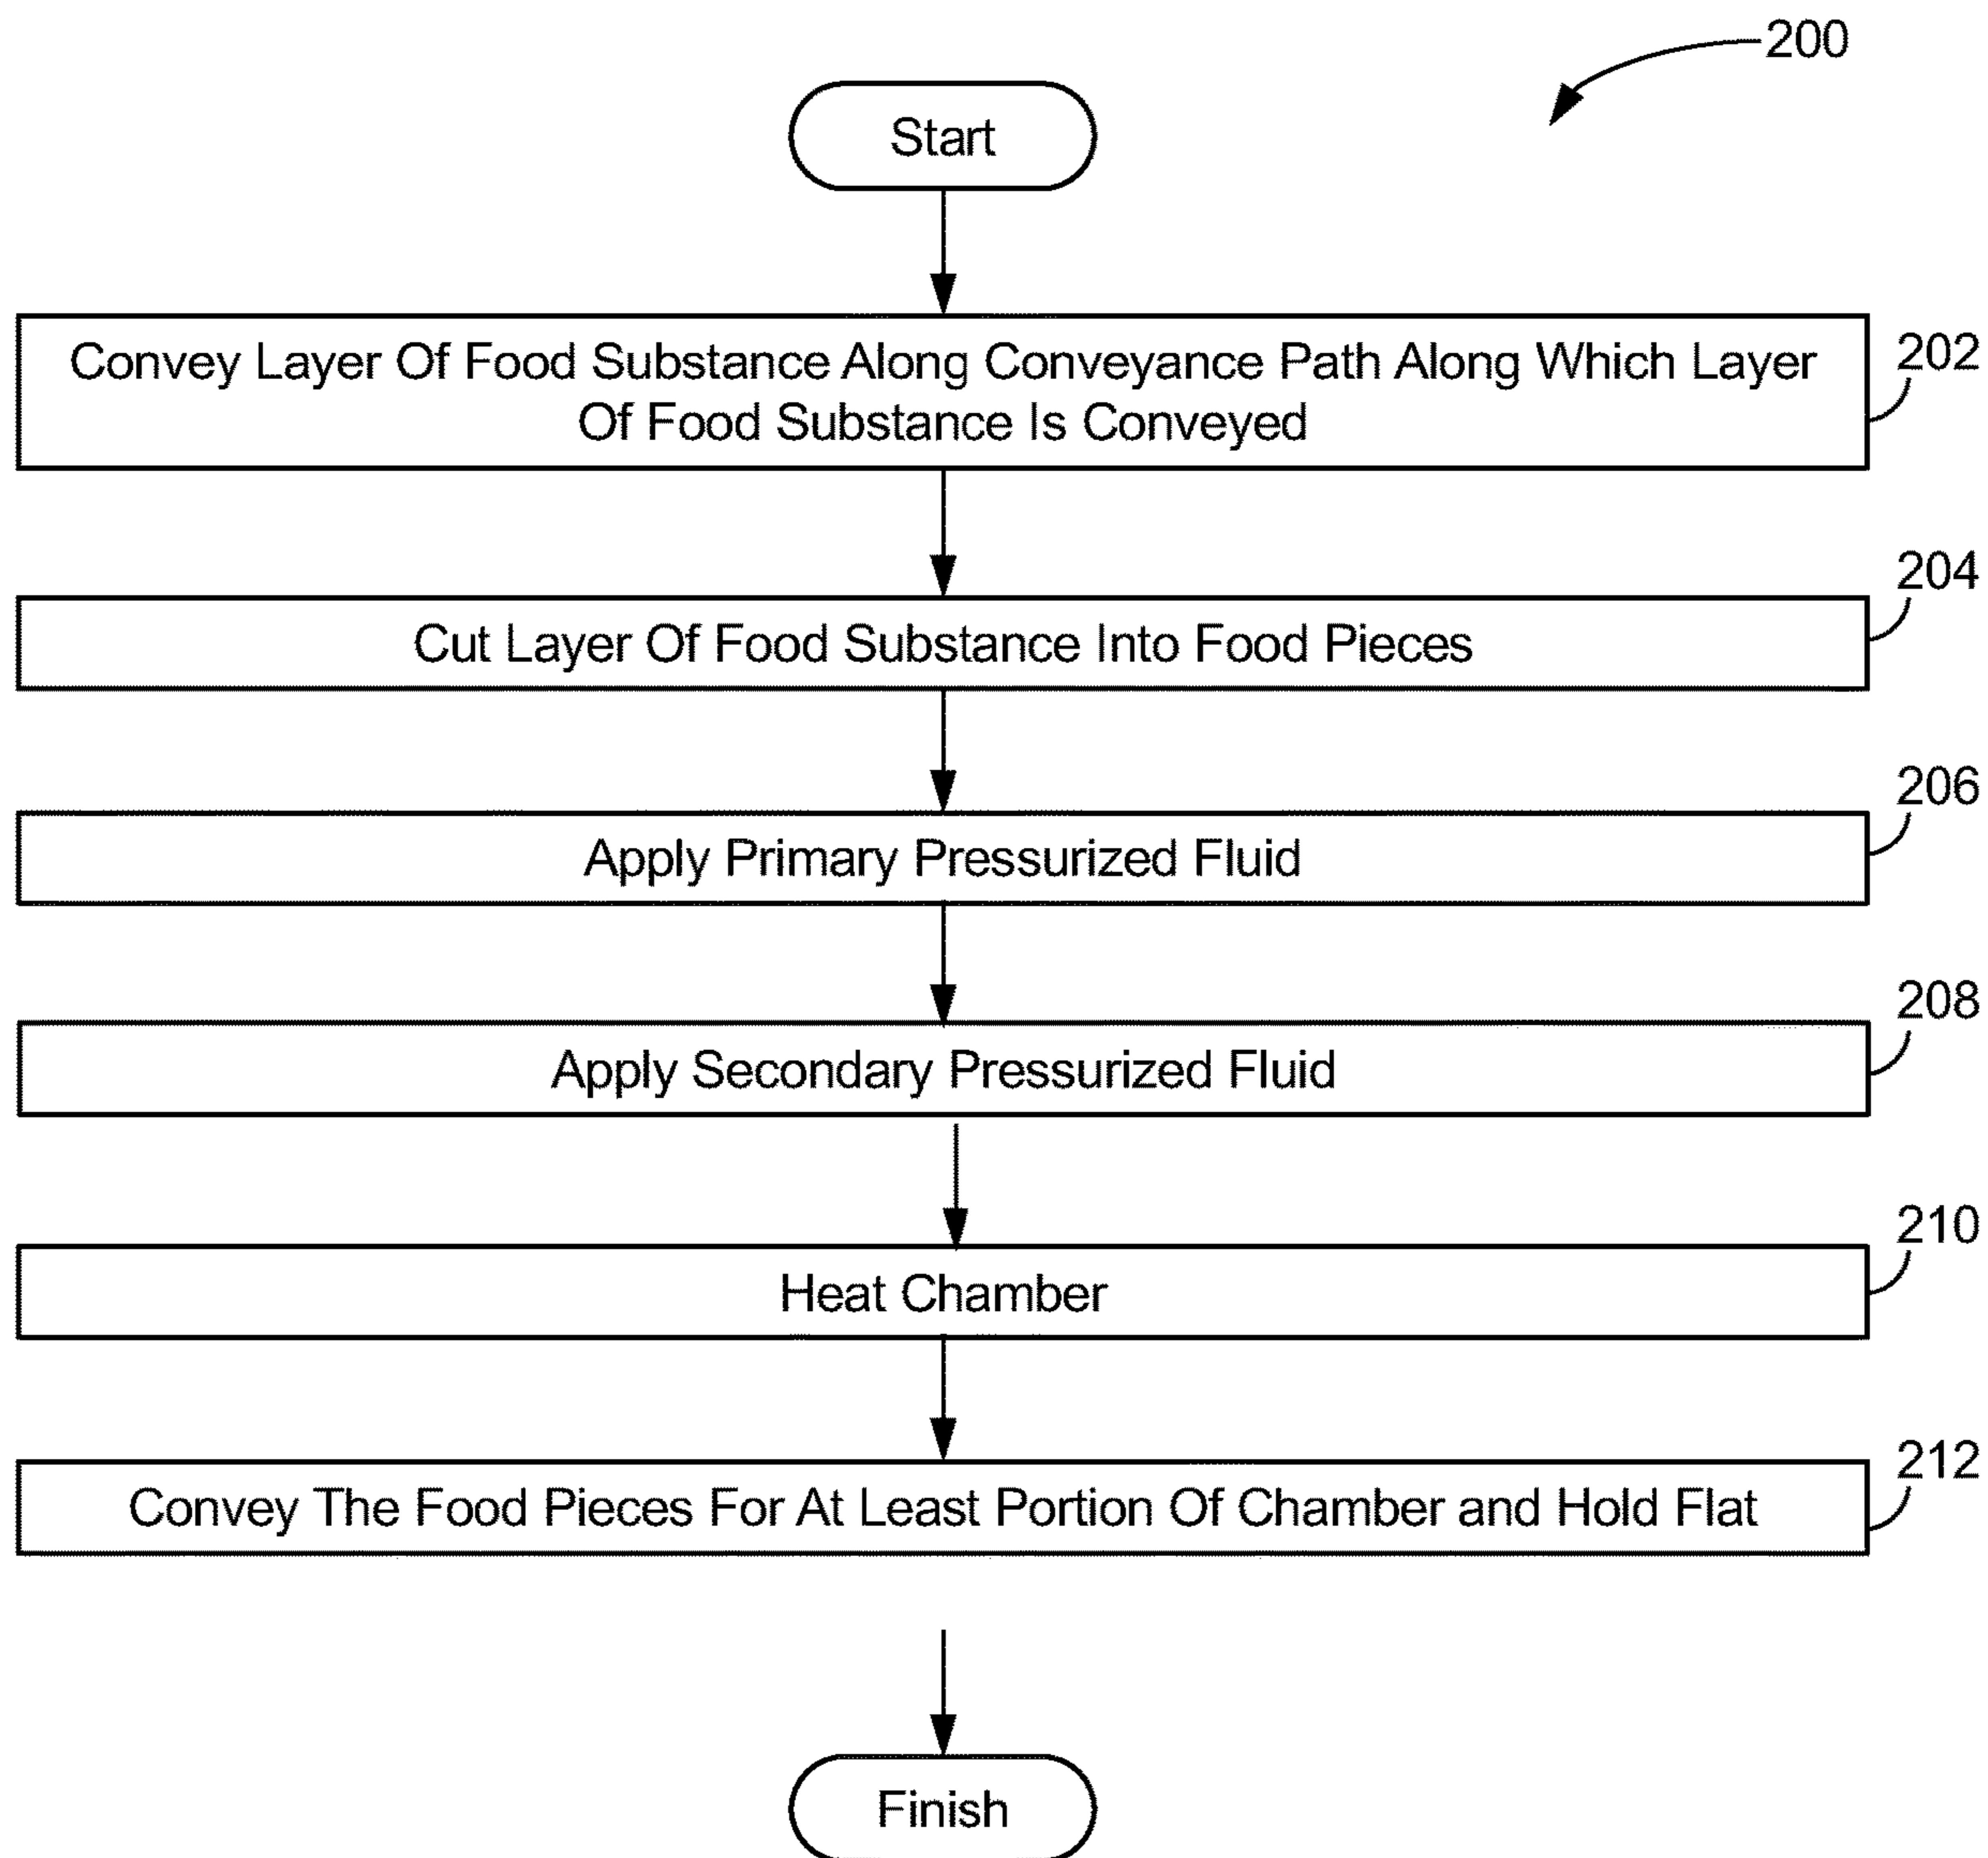 200
Start
Convey Layer Of Food Substance Along Conveyance Path Along Which Layer
Of Food Substance Is Conveyed
202
Cut Layer Of Food Substance Into Food Pieces
204
Apply Primary Pressurized Fluid
206
Apply Secondary Pressurized Fluid
208
Heat Chamber
210
Convey The Food Pieces For At Least Portion Of Chamber and Hold Flat
212
Finish